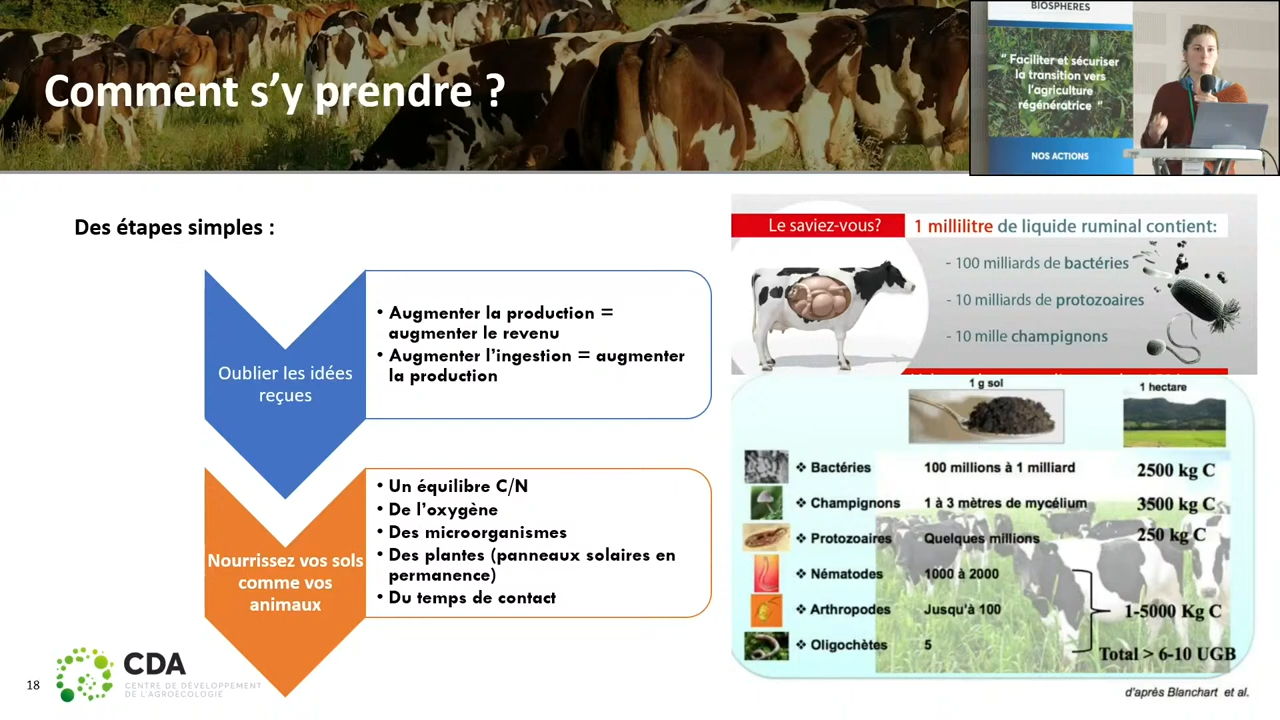 Comment s'y prendre ?
BIOSPHERES
" Faciliter et sécuriser
la transition vers
l'agriculture
régénératrice "
NOS ACTIONS
Des étapes simples :
Oublier les idées
reçues
• Augmenter la production =
augmenter le revenu
• Augmenter l'ingestion = augmenter
la production
Nourrissez vos sols
comme vos
animaux
• Un équilibre C/N
• De l'oxygène
• Des microorganismes
• Des plantes (panneaux solaires en
permanence)
• Du temps de contact
Le saviez-vous?
1 millilitre de liquide ruminal contient:
- 100 milliards de bactéries
- 10 milliards de protozoaires
- 10 mille champignons
1 g sol
1 hectare
❖ Bactéries 100 millions à 1 milliard 2500 kg C
❖ Champignons 1 à 3 mètres de mycélium 3500 kg C
❖ Protozoaires Quelques millions 250 kg C
❖ Nématodes 1000 à 2000
❖ Arthropodes Jusqu'à 100 1-5000 Kg C
❖ Oligochètes 5
Total > 6-10 UGB
d'après Blanchart et al.
18
CDA
CENTRE DE DÉVELOPPEMENT
DE L'AGROÉCOLOGIE